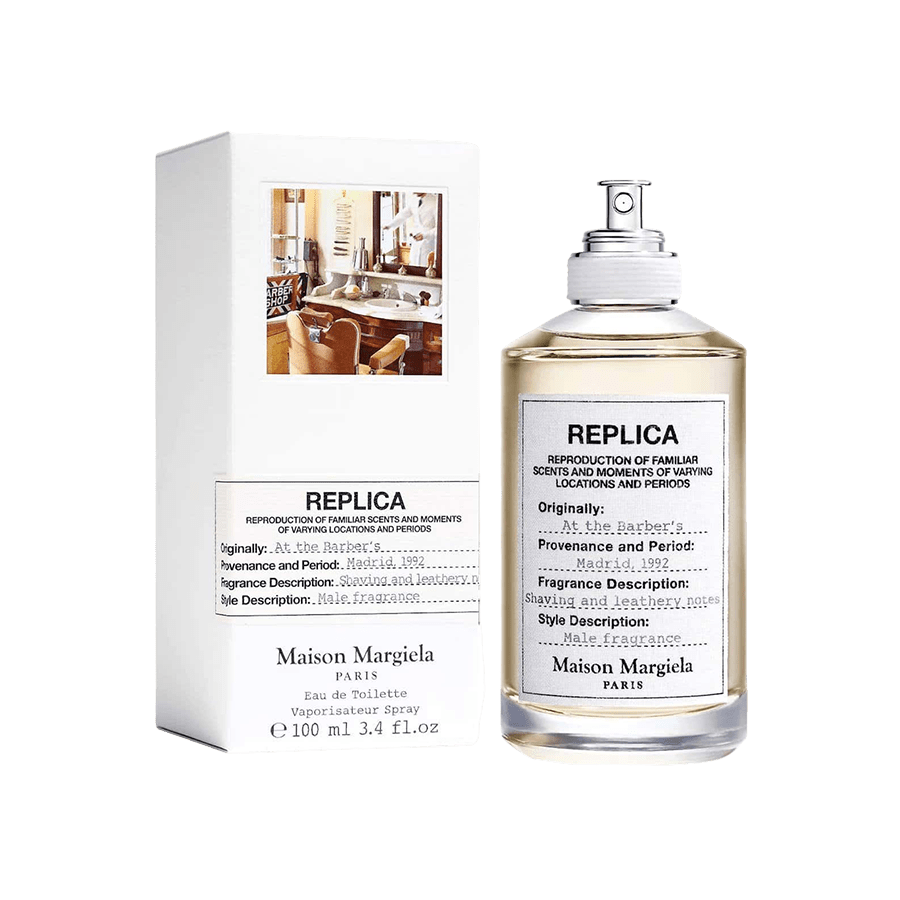 BARBER
SHOP
REPLICA
REPRODUCTION OF FAMILIAR SCENTS AND MOMENTS
OF VARYING LOCATIONS AND PERIODS
Originally: At the Barber's
Provenance and Period: Madrid, 1992
Fragrance Description: Shaving and leathery n
Style Description: Male fragrance
Maison Margiela
PARIS
Eau de Toilette
Vaporisateur Spray
℮ 100 ml 3.4 fl.oz
REPLICA
REPRODUCTION OF FAMILIAR
SCENTS AND MOMENTS OF VARYING
LOCATIONS AND PERIODS
Originally:
At the Barber's
Provenance and Period:
Madrid, 1992
Fragrance Description:
Shaving and leathery notes
Style Description:
Male fragrance
Maison Margiela
PARIS